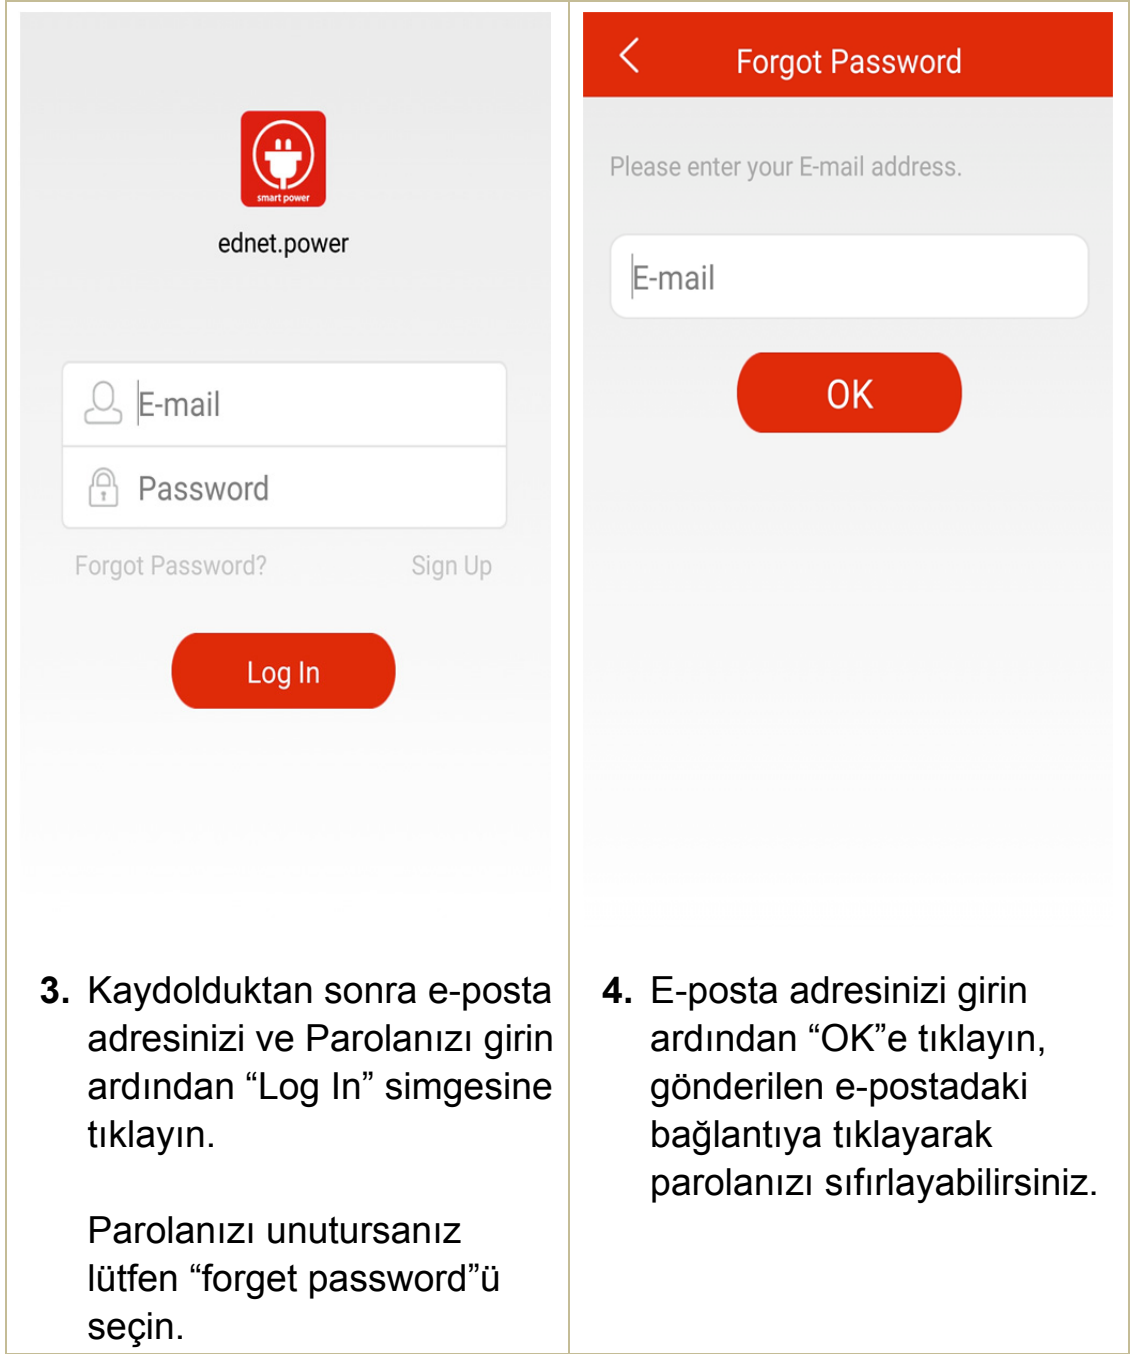 smart power
ednet.power
E-mail
Password
Forgot Password?
Sign Up
Log In
3. Kaydolduktan sonra e-posta
adresinizi ve Parolanızı girin
ardından “Log In” simgesine
tıklayın.
Parolanızı unutursanız
lütfen “forget password”ü
seçin.
Forgot Password
Please enter your E-mail address.
E-mail
OK
4. E-posta adresinizi girin
ardından “OK”e tıklayın,
gönderilen e-postadaki
bağlantıya tıklayarak
parolanızı sıfırlayabilirsiniz.